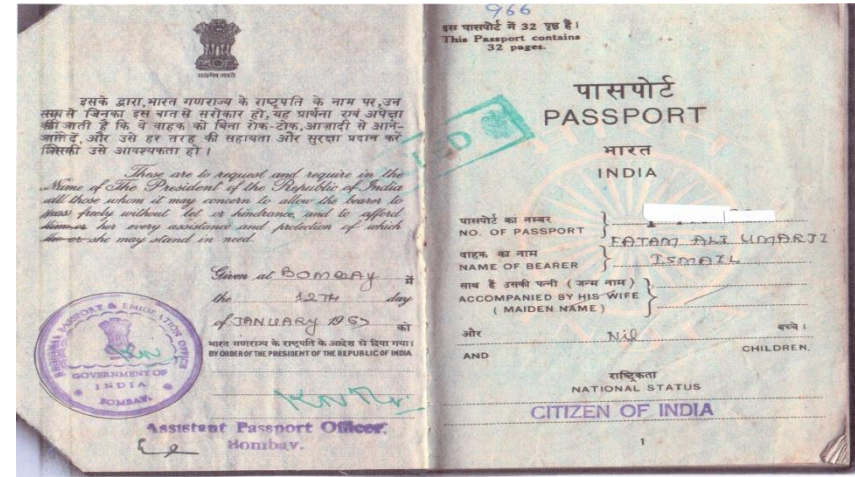 सत्यमेव जयते
इसके द्वारा, भारत गणराज्य के राष्ट्रपति के नाम पर, उन
सब से जिनका इस बात से सरोकार हो, यह प्रार्थना एवं अपेक्षा
की जाती है कि वे वाहक को बिना रोक-टोक, आज़ादी से आने-
जाने दें, और उसे हर तरह की सहायता और सुरक्षा प्रदान करें
जिसकी उसे आवश्यकता हो।
These are to request and require in the
Name of The President of the Republic of India
all those whom it may concern to allow the bearer to
pass freely without let or hindrance, and to afford
him or her every assistance and protection of which
he or she may stand in need.
Given at BOMBAY में
the 12TH day
of JANUARY 1967 को
भारत गणराज्य के राष्ट्रपति के आदेश से दिया गया।
BY ORDER OF THE PRESIDENT OF THE REPUBLIC OF INDIA
PASSPORT & EMIGRATION OFFICE
GOVERNMENT OF
INDIA
BOMBAY.
Assistant Passport Officer.
Bombay.
966
इस पासपोर्ट में 32 पृष्ठ हैं।
This Passport contains
32 pages.
पासपोर्ट
PASSPORT
भारत
INDIA
पासपोर्ट का नम्बर
NO. OF PASSPORT
FATAM ALI UMARJI
वाहक का नाम
NAME OF BEARER
ISMAIL
साथ है उसकी पत्नी (जन्म नाम)
ACCOMPANIED BY HIS WIFE
(MAIDEN NAME)
और Nil बच्चे।
AND CHILDREN.
राष्ट्रिकता
NATIONAL STATUS
CITIZEN OF INDIA
1